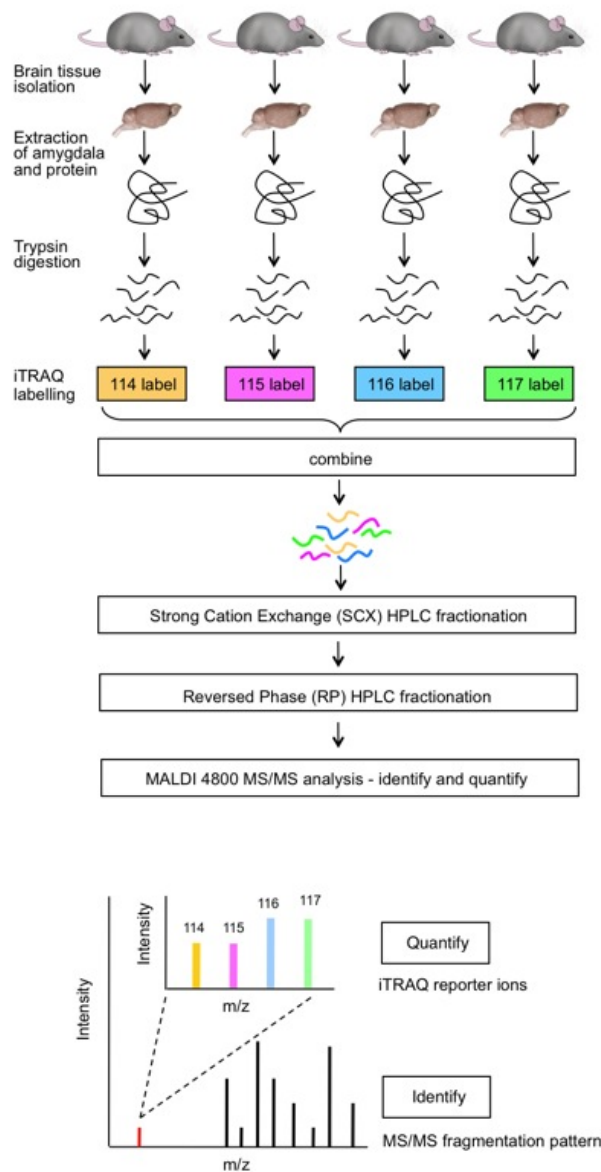 Brain tissue
isolation
Extraction
of amygdala
and protein
Trypsin
digestion
iTRAQ
labelling
114 label
115 label
116 label
117 label
combine
Strong Cation Exchange (SCX) HPLC fractionation
Reversed Phase (RP) HPLC fractionation
MALDI 4800 MS/MS analysis - identify and quantify
Intensity
Intensity
114
115
116
117
m/z
Quantify
iTRAQ reporter ions
Identify
MS/MS fragmentation pattern
m/z